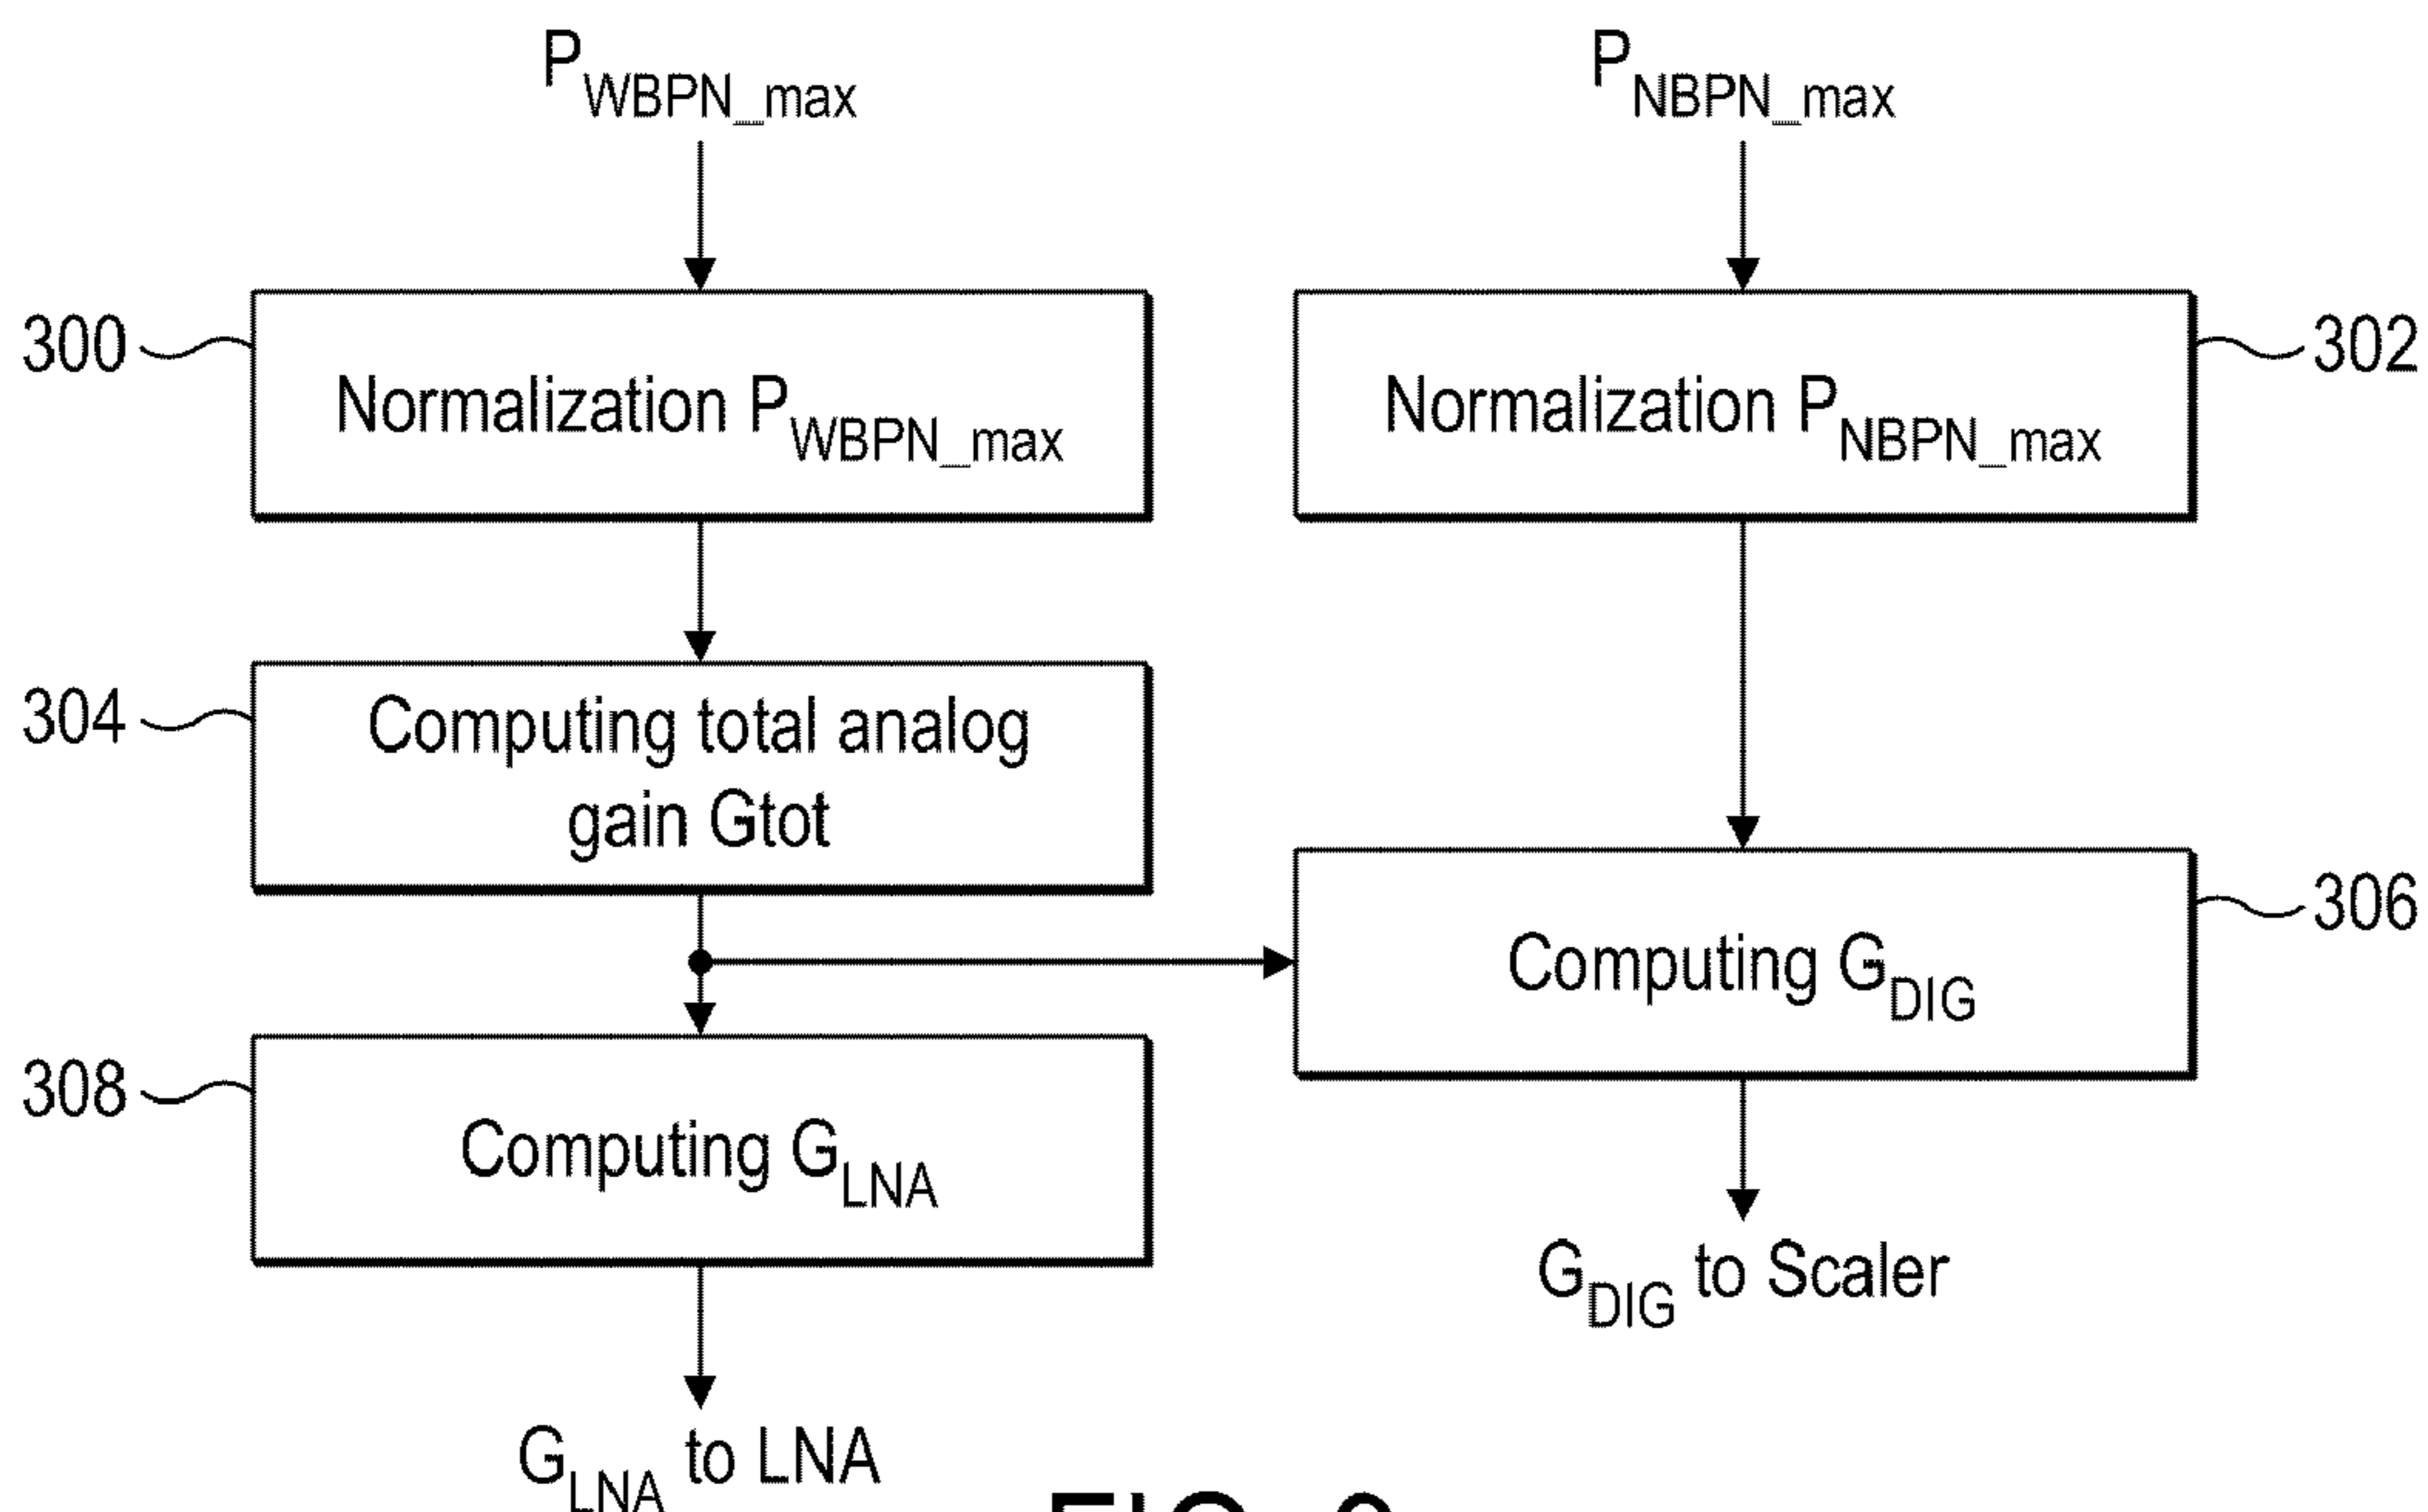 P_WBPN_max
P_NBPN_max
300
Normalization P_WBPN_max
Normalization P_NBPN_max
302
304
Computing total analog
gain Gtot
Computing G_DIG
306
308
Computing G_LNA
G_DIG to Scaler
G_LNA to LNA
FIG.